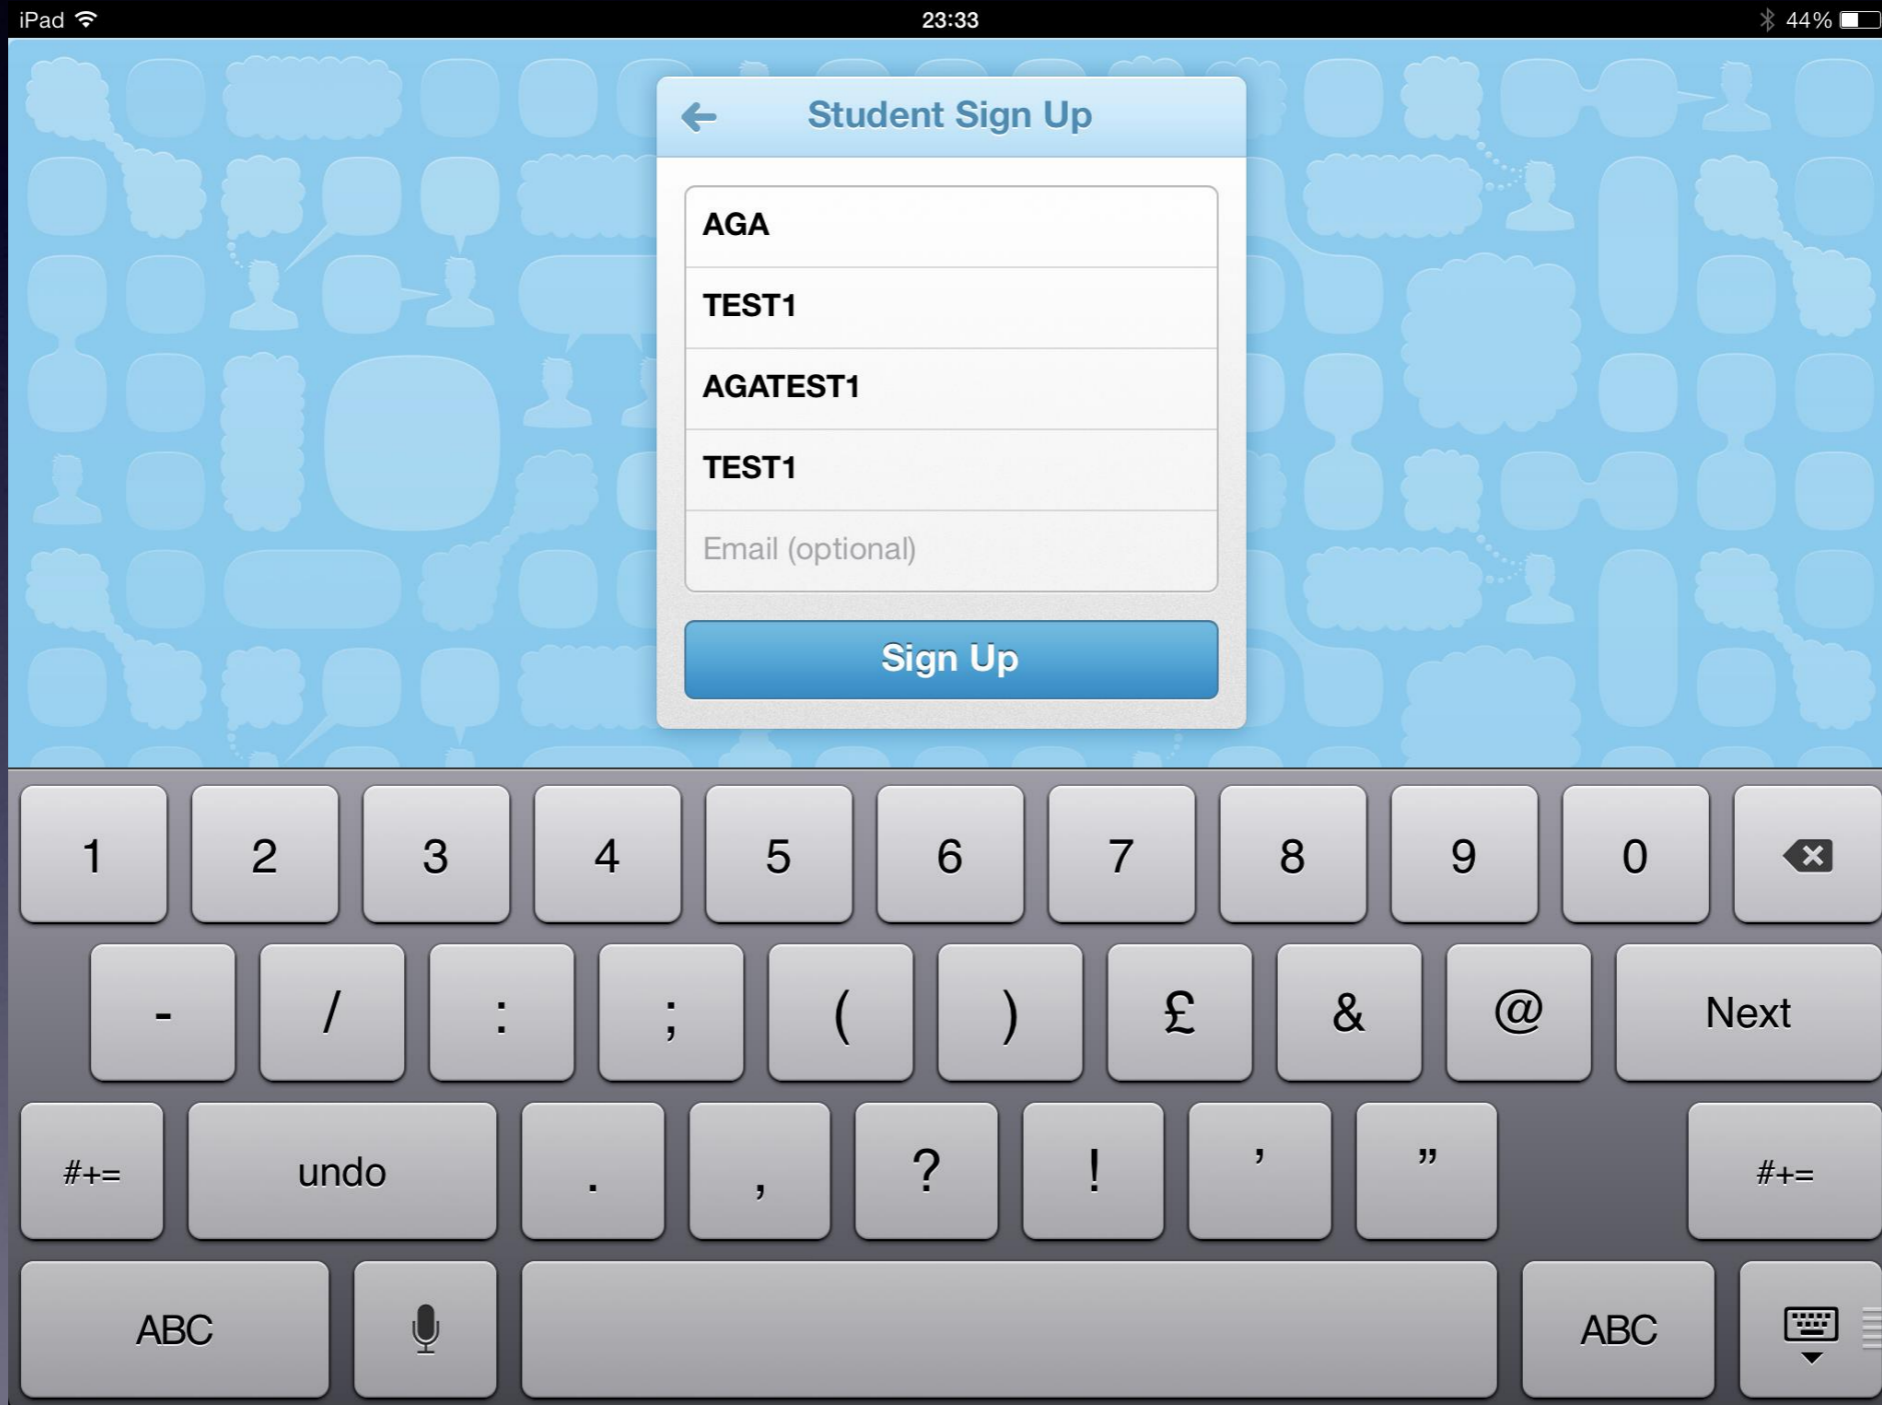 iPad 23:33 44%
Student Sign Up
AGA
TEST1
AGATEST1
TEST1
Email (optional)
Sign Up
1 2 3 4 5 6 7 8 9 0
- / : ; ( ) £ & @ Next
#+= undo . , ? ! ’ ” #+=
ABC ABC